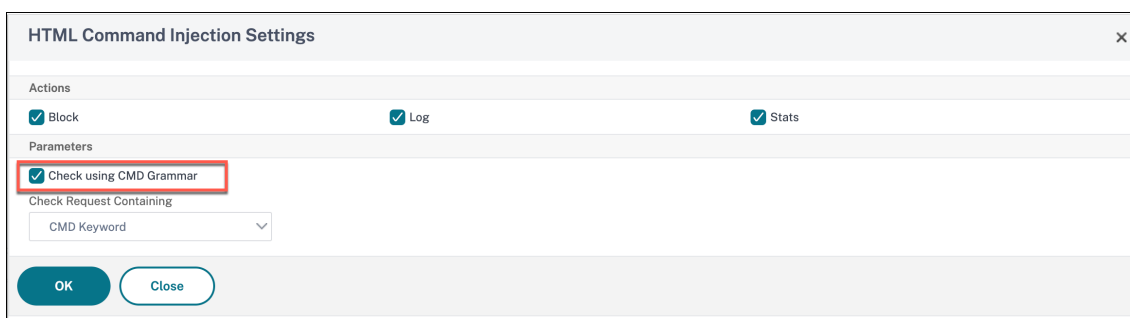 HTML Command Injection Settings
Actions
Block
Log
Stats
Parameters
Check using CMD Grammar
Check Request Containing
CMD Keyword
OK
Close